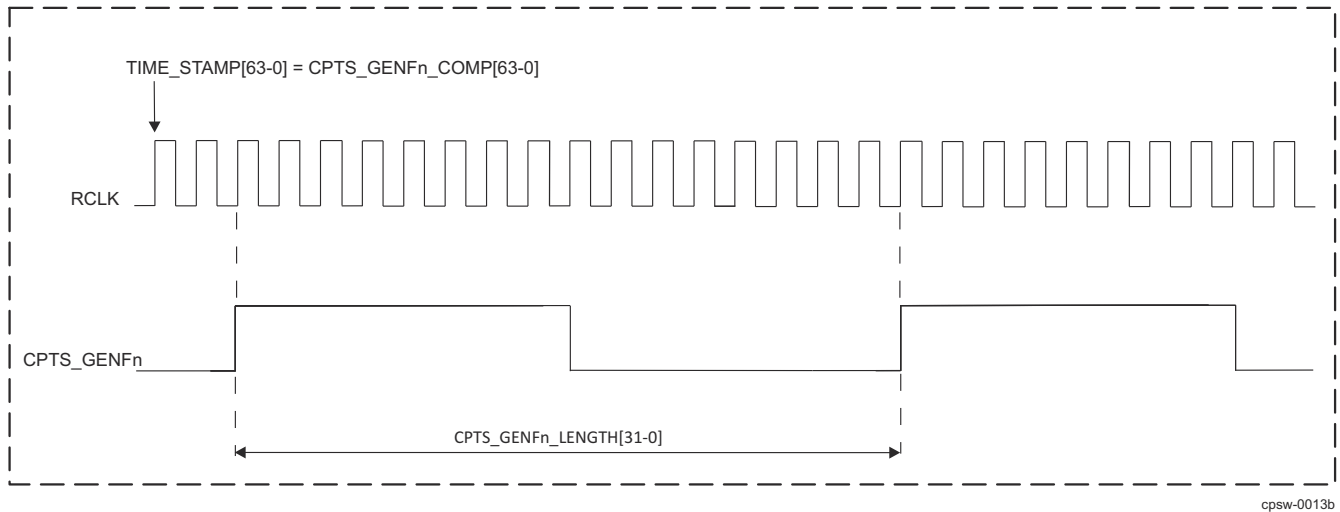 TIME_STAMP[63-0] = CPTS_GENFn_COMP[63-0]
RCLK
CPTS_GENFn
CPTS_GENFn_LENGTH[31-0]
cpsw-0013b